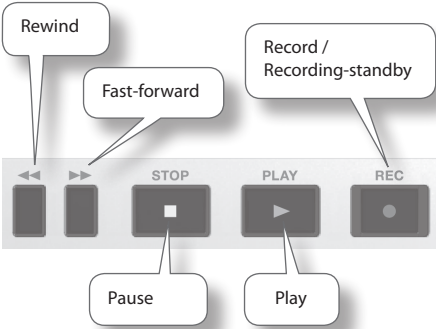 Rewind
Record /
Recording-standby
Fast-forward
STOP
PLAY
REC
Pause
Play